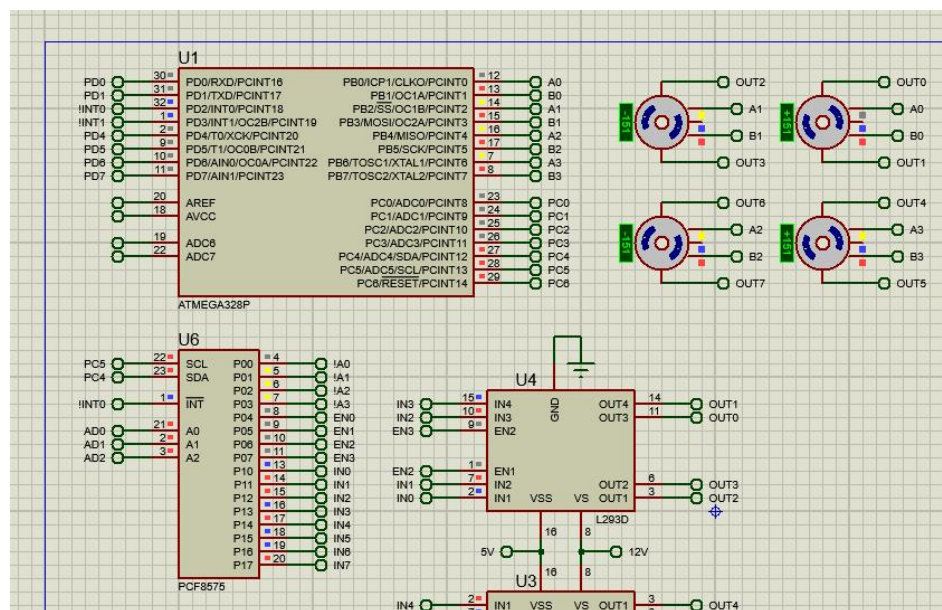 U1
PD0 30 PD0/RXD/PCINT16 PB0/ICP1/CLKO/PCINT0 12 A0
PD1 31 PD1/TXD/PCINT17 PB1/OC1A/PCINT1 13 B0
!INT0 32 PD2/INT0/PCINT18 PB2/SS/OC1B/PCINT2 14 A1
!INT1 1 PD3/INT1/OC2B/PCINT19 PB3/MOSI/OC2A/PCINT3 15 B1
PD4 2 PD4/T0/XCK/PCINT20 PB4/MISO/PCINT4 16 A2
PD5 9 PD5/T1/OC0B/PCINT21 PB5/SCK/PCINT5 17 B2
PD6 10 PD6/AIN0/OC0A/PCINT22 PB6/TOSC1/XTAL1/PCINT6 7 A3
PD7 11 PD7/AIN1/PCINT23 PB7/TOSC2/XTAL2/PCINT7 8 B3
20 AREF PC0/ADC0/PCINT8 23 PC0
18 AVCC PC1/ADC1/PCINT9 24 PC1
PC2/ADC2/PCINT10 25 PC2
19 ADC6 PC3/ADC3/PCINT11 26 PC3
22 ADC7 PC4/ADC4/SDA/PCINT12 27 PC4
PC5/ADC5/SCL/PCINT13 28 PC5
PC6/RESET/PCINT14 29 PC6
ATMEGA328P
OUT2
-151
A1
B1
OUT3
OUT0
+151
A0
B0
OUT1
OUT6
-151
A2
B2
OUT7
OUT4
+151
A3
B3
OUT5
U6
PC5 22 SCL P00 4 !A0
PC4 23 SDA P01 5 !A1
P02 6 !A2
!INT0 1 INT P03 7 !A3
P04 8 EN0
AD0 21 A0 P05 9 EN1
AD1 2 A1 P06 10 EN2
AD2 3 A2 P07 11 EN3
P10 13 IN0
P11 14 IN1
P12 15 IN2
P13 16 IN3
P14 17 IN4
P15 18 IN5
P16 19 IN6
P17 20 IN7
PCF8575
U4
GND
IN3 15 IN4 OUT4 14 OUT1
IN2 10 IN3 OUT3 11 OUT0
EN3 9 EN2
EN2 1 EN1
IN1 7 IN2 OUT2 6 OUT3
IN0 2 IN1 VSS VS OUT1 3 OUT2
L293D
16 8
5V 12V
16 8
U3
IN4 2 IN1 VSS VS OUT1 3 OUT4